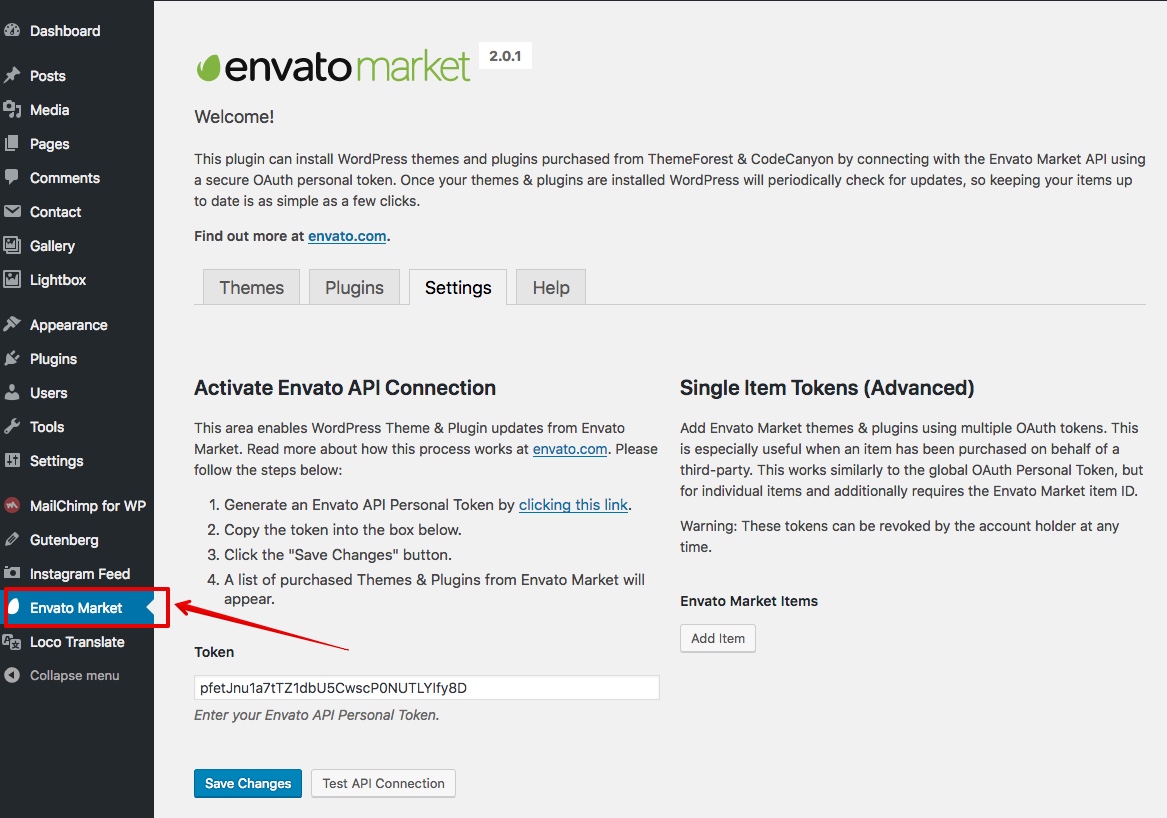 Dashboard
Posts
Media
Pages
Comments
Contact
Gallery
Lightbox
Appearance
Plugins
Users
Tools
Settings
MailChimp for WP
Gutenberg
Instagram Feed
Envato Market
Loco Translate
Collapse menu
envato market 2.0.1
Welcome!
This plugin can install WordPress themes and plugins purchased from ThemeForest & CodeCanyon by connecting with the Envato Market API using
a secure OAuth personal token. Once your themes & plugins are installed WordPress will periodically check for updates, so keeping your items up
to date is as simple as a few clicks.
Find out more at envato.com.
Themes Plugins Settings Help
Activate Envato API Connection
This area enables WordPress Theme & Plugin updates from Envato
Market. Read more about how this process works at envato.com. Please
follow the steps below:
1. Generate an Envato API Personal Token by clicking this link.
2. Copy the token into the box below.
3. Click the "Save Changes" button.
4. A list of purchased Themes & Plugins from Envato Market will
appear.
Token
pfetJnu1a7tTZ1dbU5CwscP0NUTLYlfy8D
Enter your Envato API Personal Token.
Save Changes Test API Connection
Single Item Tokens (Advanced)
Add Envato Market themes & plugins using multiple OAuth tokens. This
is especially useful when an item has been purchased on behalf of a
third-party. This works similarly to the global OAuth Personal Token, but
for individual items and additionally requires the Envato Market item ID.
Warning: These tokens can be revoked by the account holder at any
time.
Envato Market Items
Add Item